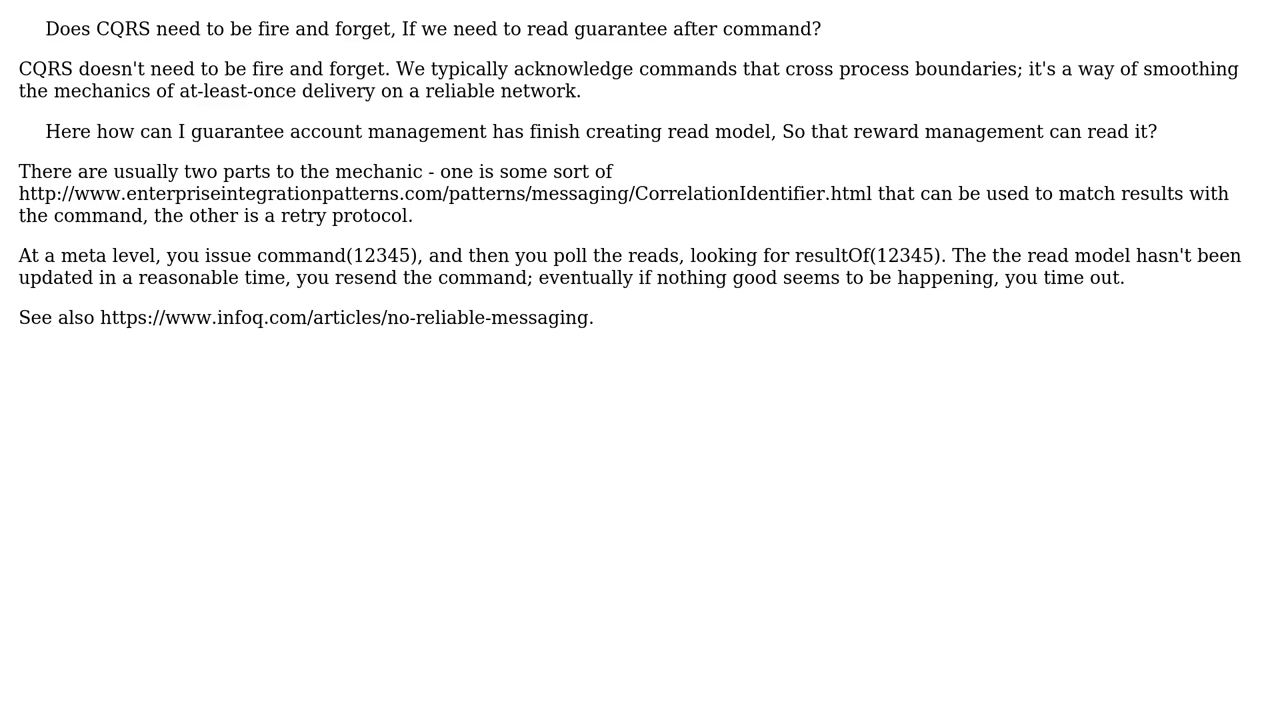 Does CQRS need to be fire and forget, If we need to read guarantee after command?
CQRS doesn't need to be fire and forget. We typically acknowledge commands that cross process boundaries; it's a way of smoothing
the mechanics of at-least-once delivery on a reliable network.
Here how can I guarantee account management has finish creating read model, So that reward management can read it?
There are usually two parts to the mechanic - one is some sort of
http://www.enterpriseintegrationpatterns.com/patterns/messaging/CorrelationIdentifier.html that can be used to match results with
the command, the other is a retry protocol.
At a meta level, you issue command(12345), and then you poll the reads, looking for resultOf(12345). The the read model hasn't been
updated in a reasonable time, you resend the command; eventually if nothing good seems to be happening, you time out.
See also https://www.infoq.com/articles/no-reliable-messaging.